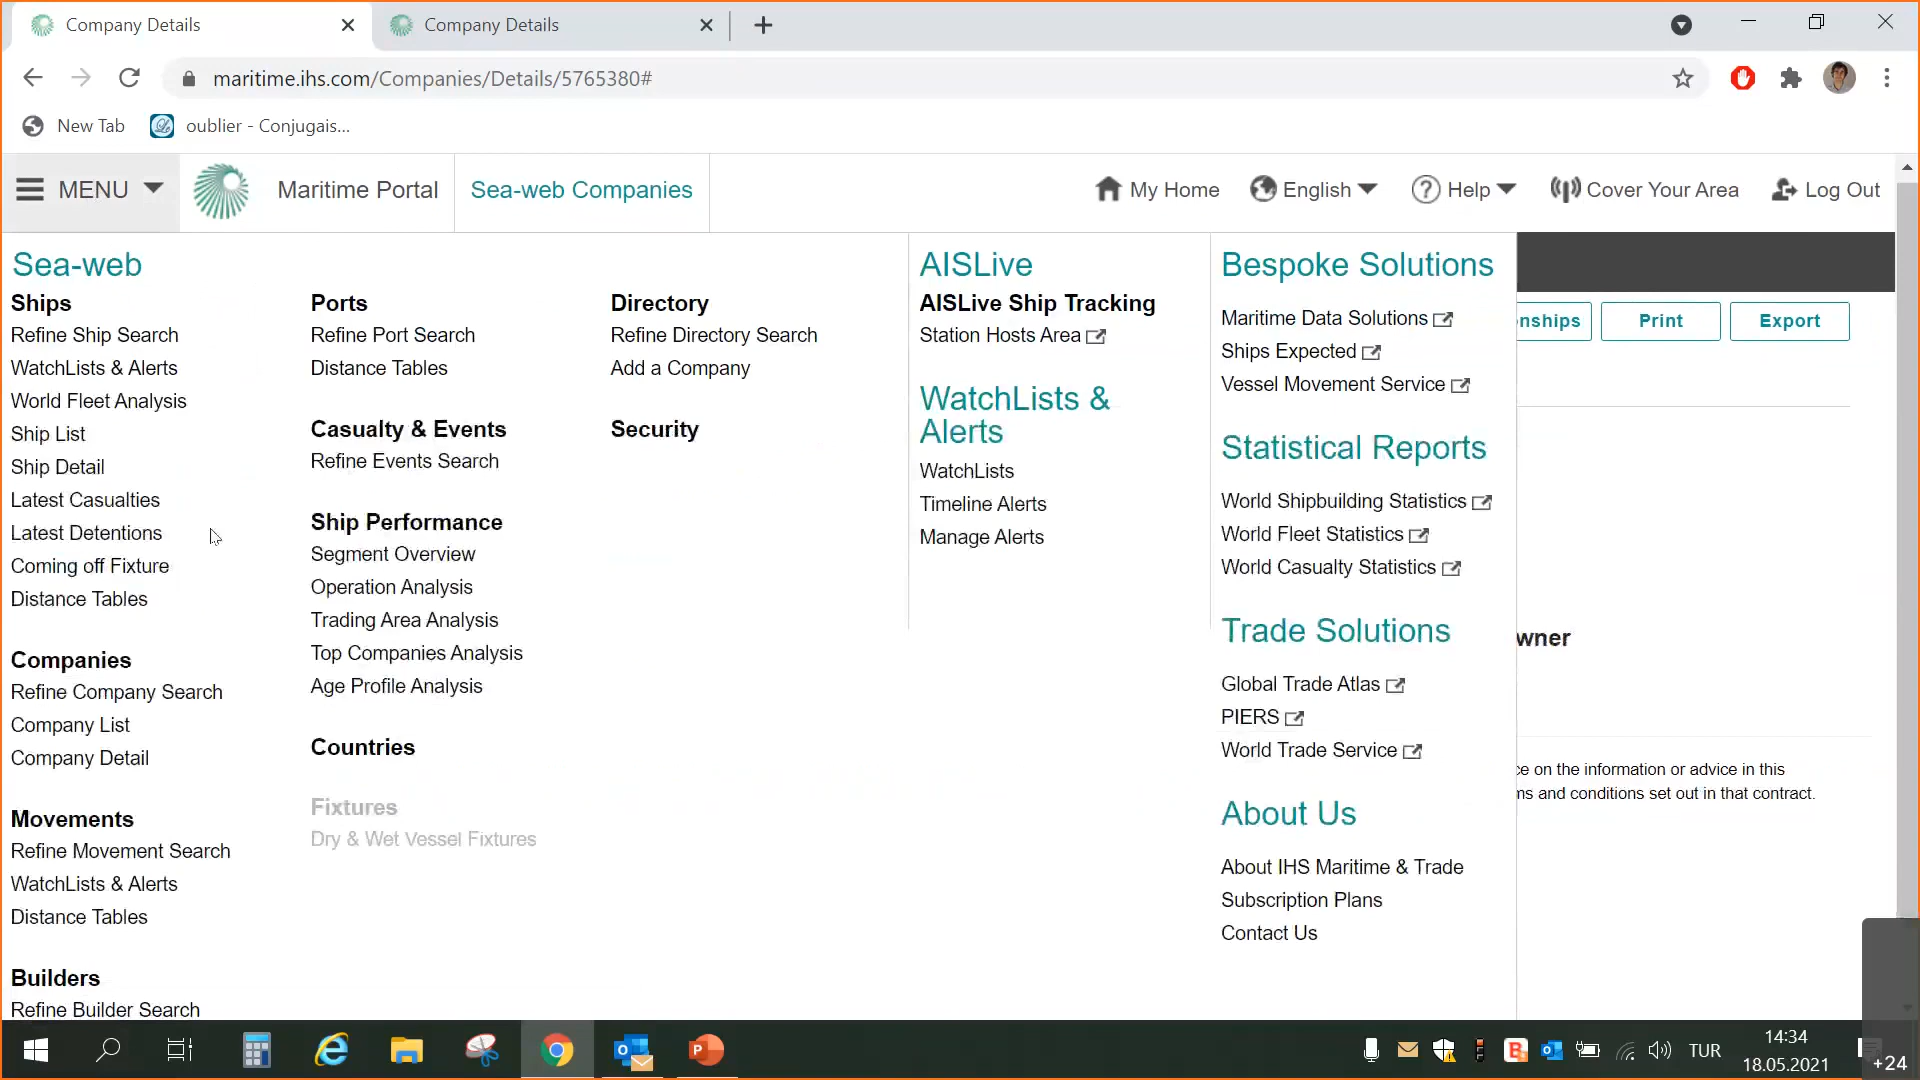 Company Details
Company Details
maritime.ihs.com/Companies/Details/5765380#
New Tab
oublier - Conjugais...
MENU
Maritime Portal
Sea-web Companies
My Home
English
Help
Cover Your Area
Log Out
Sea-web
Ships
Refine Ship Search
WatchLists & Alerts
World Fleet Analysis
Ship List
Ship Detail
Latest Casualties
Latest Detentions
Coming off Fixture
Distance Tables
Companies
Refine Company Search
Company List
Company Detail
Movements
Refine Movement Search
WatchLists & Alerts
Distance Tables
Builders
Refine Builder Search
Ports
Refine Port Search
Distance Tables
Casualty & Events
Refine Events Search
Ship Performance
Segment Overview
Operation Analysis
Trading Area Analysis
Top Companies Analysis
Age Profile Analysis
Countries
Fixtures
Dry & Wet Vessel Fixtures
Directory
Refine Directory Search
Add a Company
Security
AISLive
AISLive Ship Tracking
Station Hosts Area
WatchLists &
Alerts
WatchLists
Timeline Alerts
Manage Alerts
Bespoke Solutions
Maritime Data Solutions
Ships Expected
Vessel Movement Service
Statistical Reports
World Shipbuilding Statistics
World Fleet Statistics
World Casualty Statistics
Trade Solutions
Global Trade Atlas
PIERS
World Trade Service
About Us
About IHS Maritime & Trade
Subscription Plans
Contact Us
nships
Print
Export
wner
ce on the information or advice in this
ms and conditions set out in that contract.
TUR
14:34
18.05.2021
+24